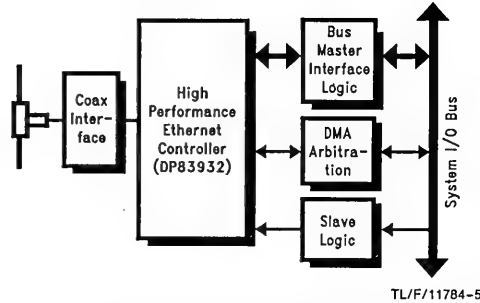 Coax
Inter-
face
High
Performance
Ethernet
Controller
(DP83932)
Bus
Master
Interface
Logic
DMA
Arbitra-
tion
Slave
Logic
System I/O Bus
TL/F/11784-5